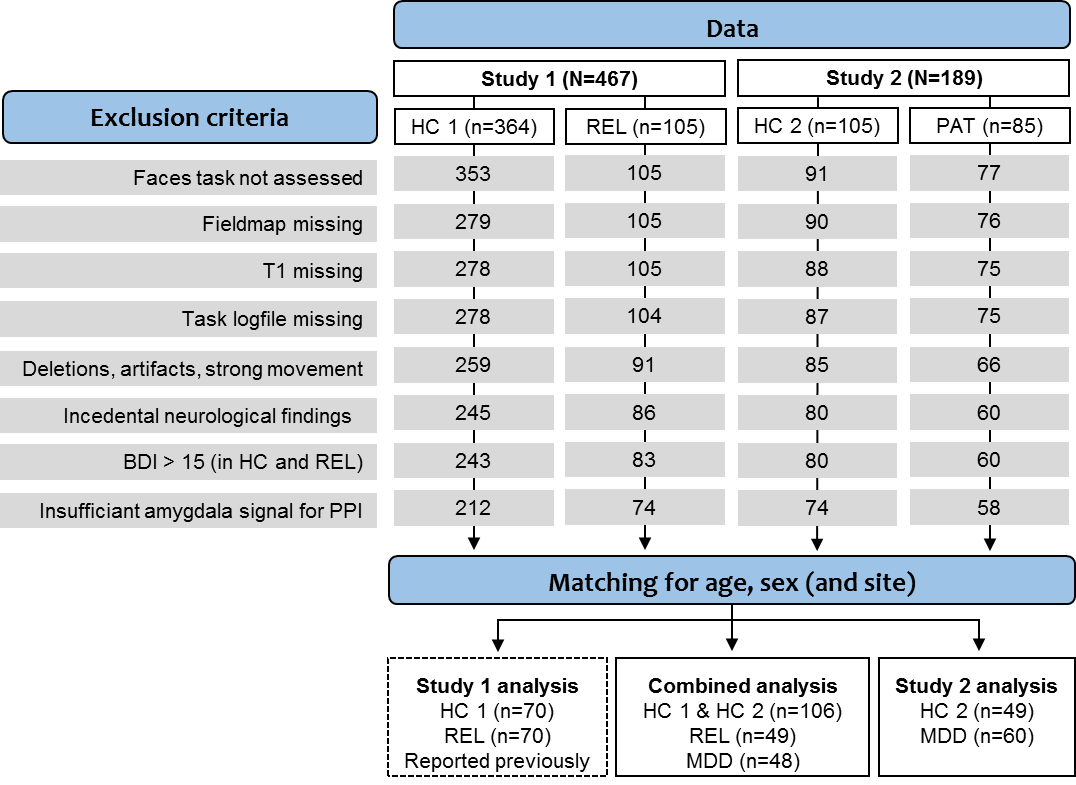 Data
Study 1 (N=467)
Study 2 (N=189)
Exclusion criteria
HC 1 (n=364)
REL (n=105)
HC 2 (n=105)
PAT (n=85)
Faces task not assessed
353
105
91
77
Fieldmap missing
279
105
90
76
T1 missing
278
105
88
75
Task logfile missing
278
104
87
75
Deletions, artifacts, strong movement
259
91
85
66
Incedental neurological findings
245
86
80
60
BDI > 15 (in HC and REL)
243
83
80
60
Insufficiant amygdala signal for PPI
212
74
74
58
Matching for age, sex (and site)
Study 1 analysis
HC 1 (n=70)
REL (n=70)
Reported previously
Combined analysis
HC 1 & HC 2 (n=106)
REL (n=49)
MDD (n=48)
Study 2 analysis
HC 2 (n=49)
MDD (n=60)